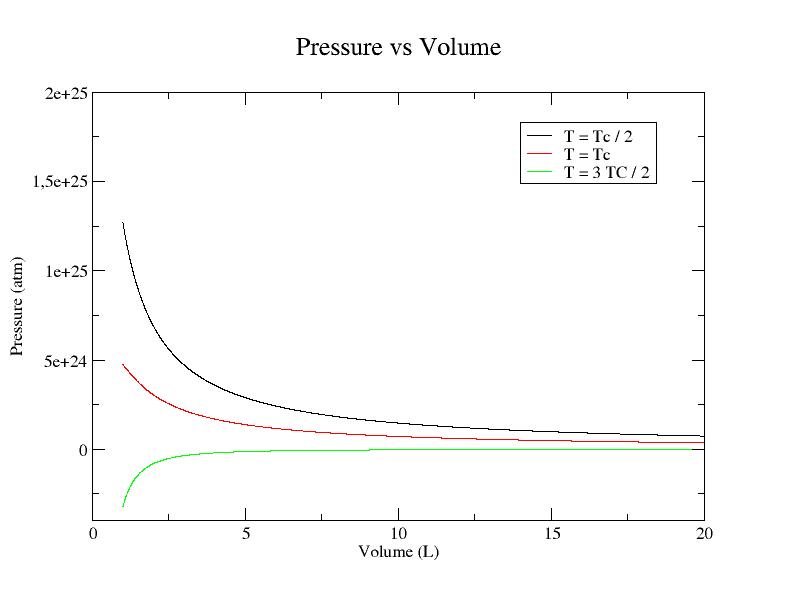 Pressure vs Volume
2e+25
1,5e+25
1e+25
5e+24
0
Pressure (atm)
T = Tc / 2
T = Tc
T = 3 TC / 2
0
5
10
15
20
Volume (L)